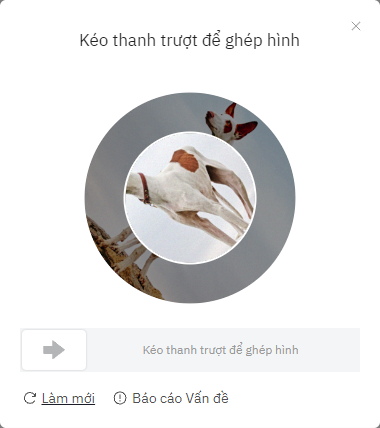 Kéo thanh trượt để ghép hình
Kéo thanh trượt để ghép hình
Làm mới Báo cáo Vấn đề